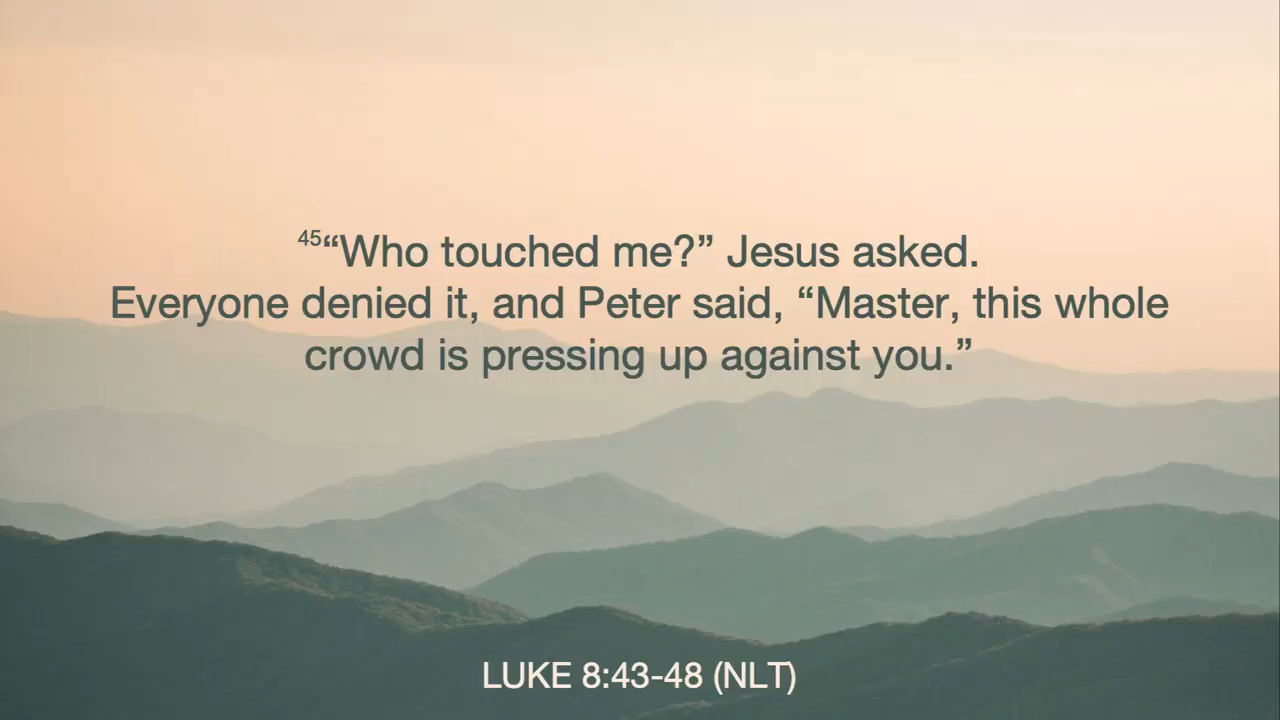 45“Who touched me?” Jesus asked.
Everyone denied it, and Peter said, “Master, this whole
crowd is pressing up against you.”
LUKE 8:43-48 (NLT)